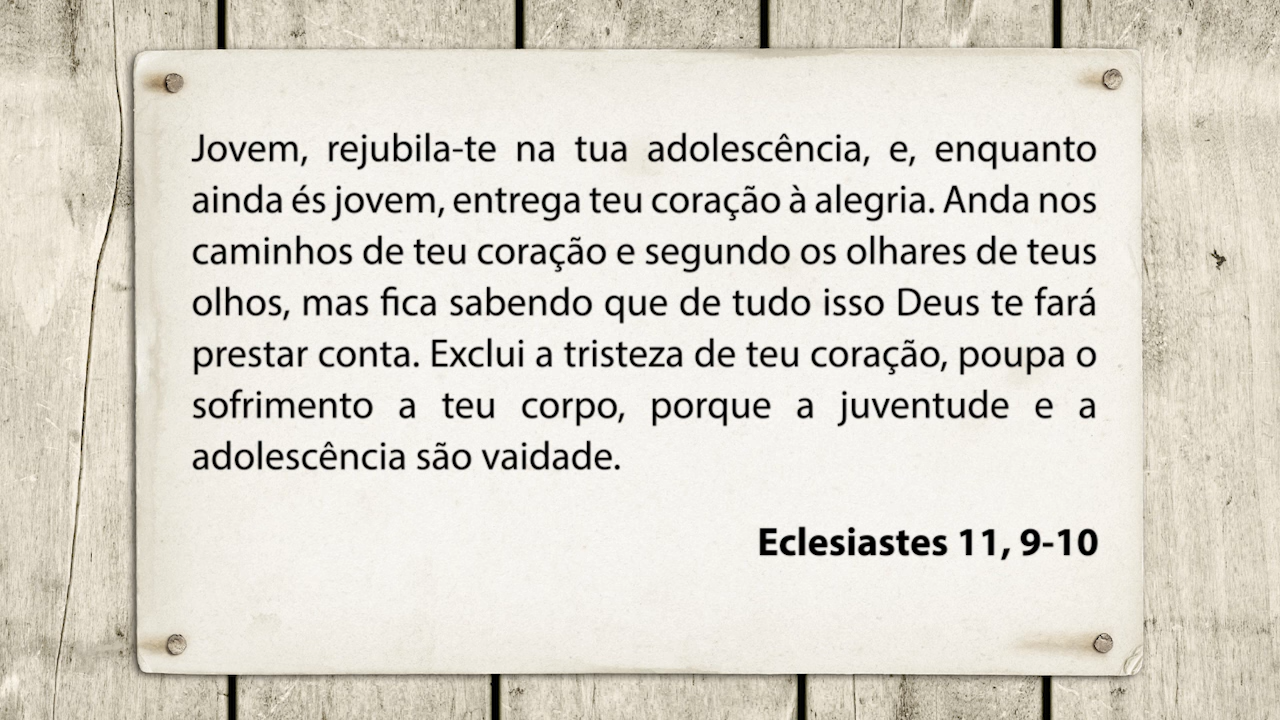 Jovem, rejubila-te na tua adolescência, e, enquanto
ainda és jovem, entrega teu coração à alegria. Anda nos
caminhos de teu coração e segundo os olhares de teus
olhos, mas fica sabendo que de tudo isso Deus te fará
prestar conta. Exclui a tristeza de teu coração, poupa o
sofrimento a teu corpo, porque a juventude e a
adolescência são vaidade.
Eclesiastes 11, 9-10